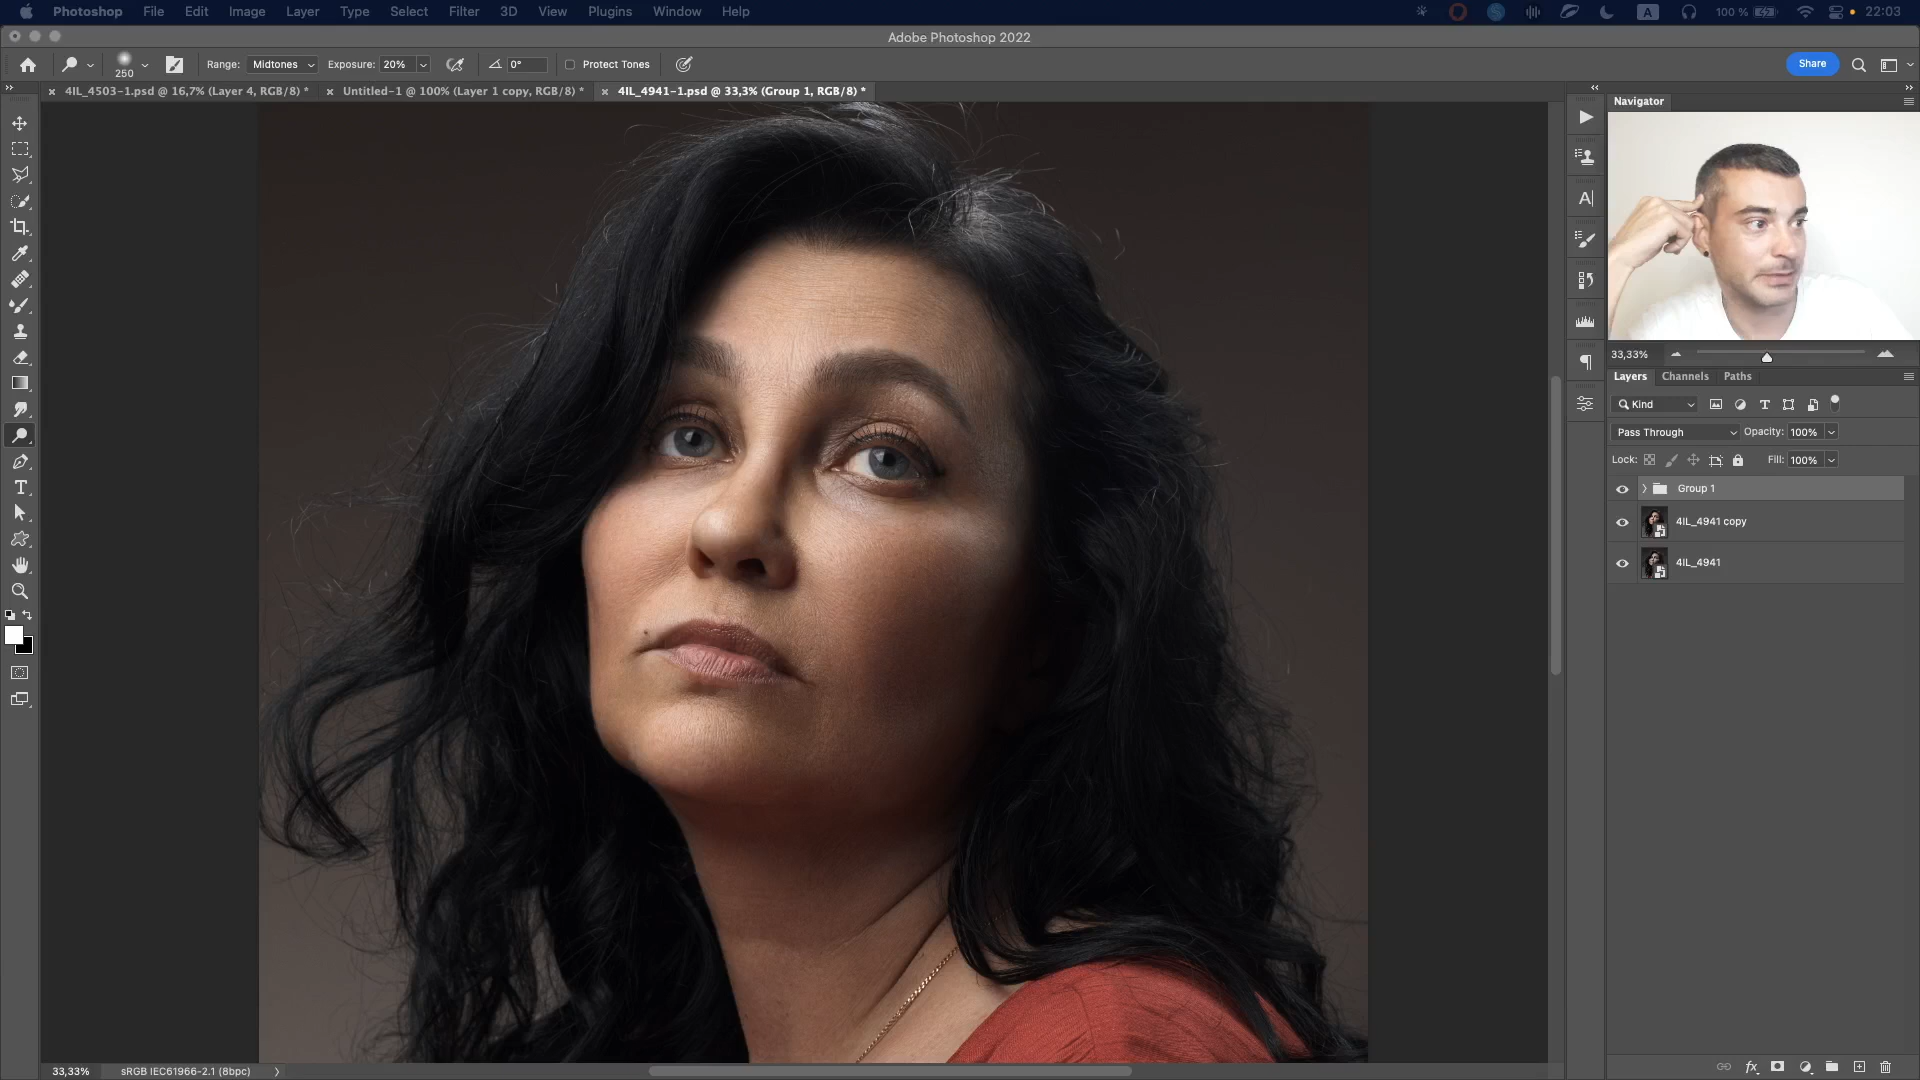 Photoshop File Edit Image Layer Type Select Filter 3D View Plugins Window Help A 100 % 22:03
Adobe Photoshop 2022
250 Range: Midtones Exposure: 20% 0° Protect Tones Share
4IL_4503-1.psd @ 16,7% (Layer 4, RGB/8) * Untitled-1 @ 100% (Layer 1 copy, RGB/8) * 4IL_4941-1.psd @ 33,3% (Group 1, RGB/8) *
Navigator
33,33%
Layers Channels Paths
Kind
Pass Through Opacity: 100%
Lock: Fill: 100%
Group 1
4IL_4941 copy
4IL_4941
33,33% sRGB IEC61966-2.1 (8bpc)